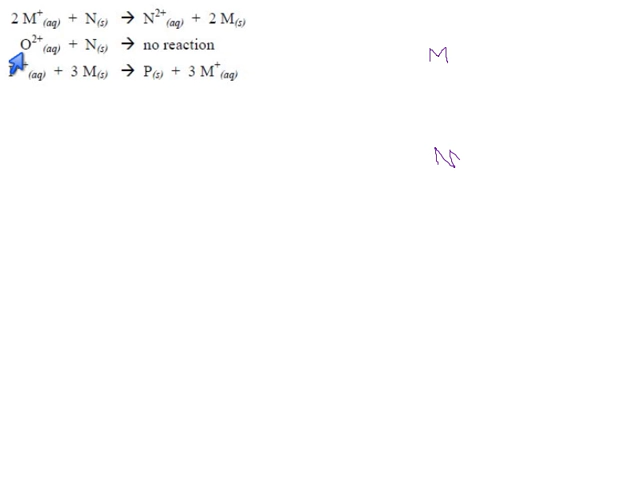 2 M⁺(aq) + N(s) → N²⁺(aq) + 2 M(s)
O²⁺(aq) + N(s) → no reaction
(aq) + 3 M(s) → P(s) + 3 M⁺(aq)
M
N